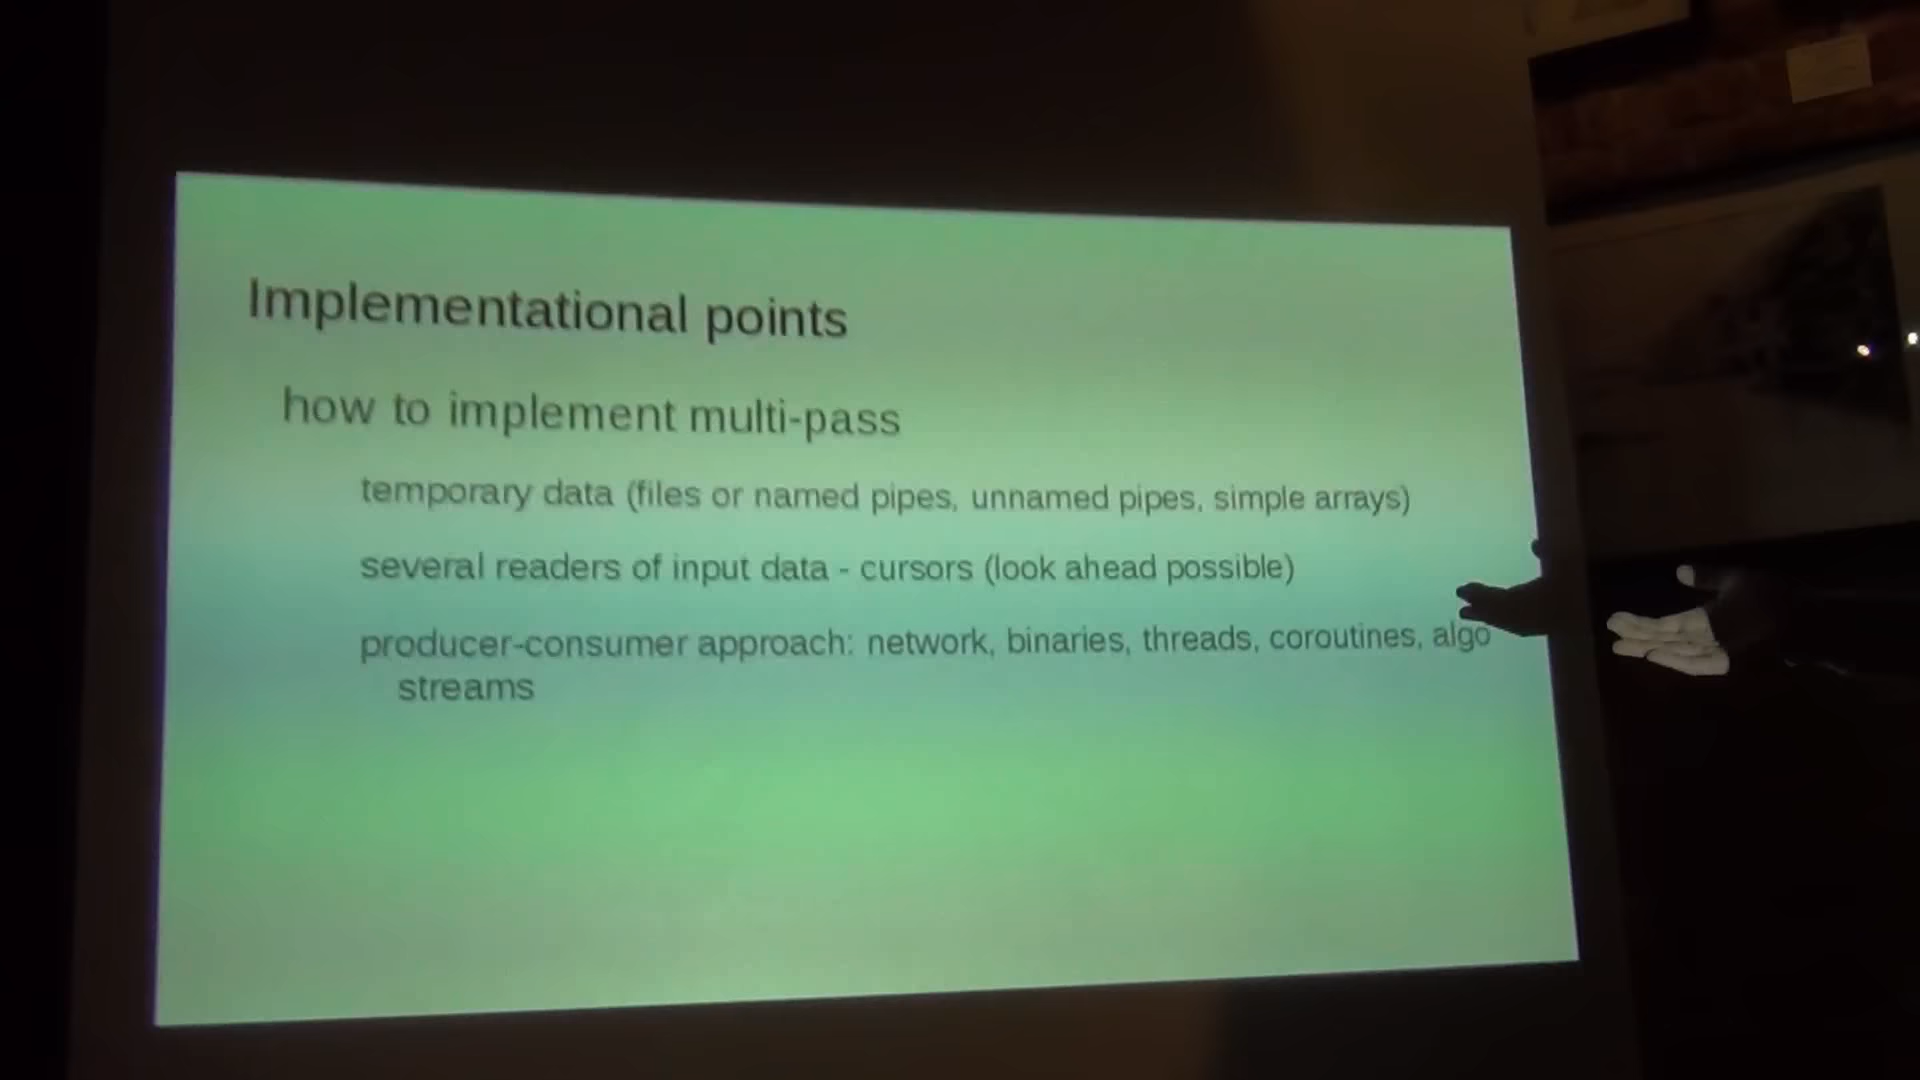 Implementational points
how to implement multi-pass
temporary data (files or named pipes, unnamed pipes, simple arrays)
several readers of input data - cursors (look ahead possible)
producer-consumer approach: network, binaries, threads, coroutines, algo
streams